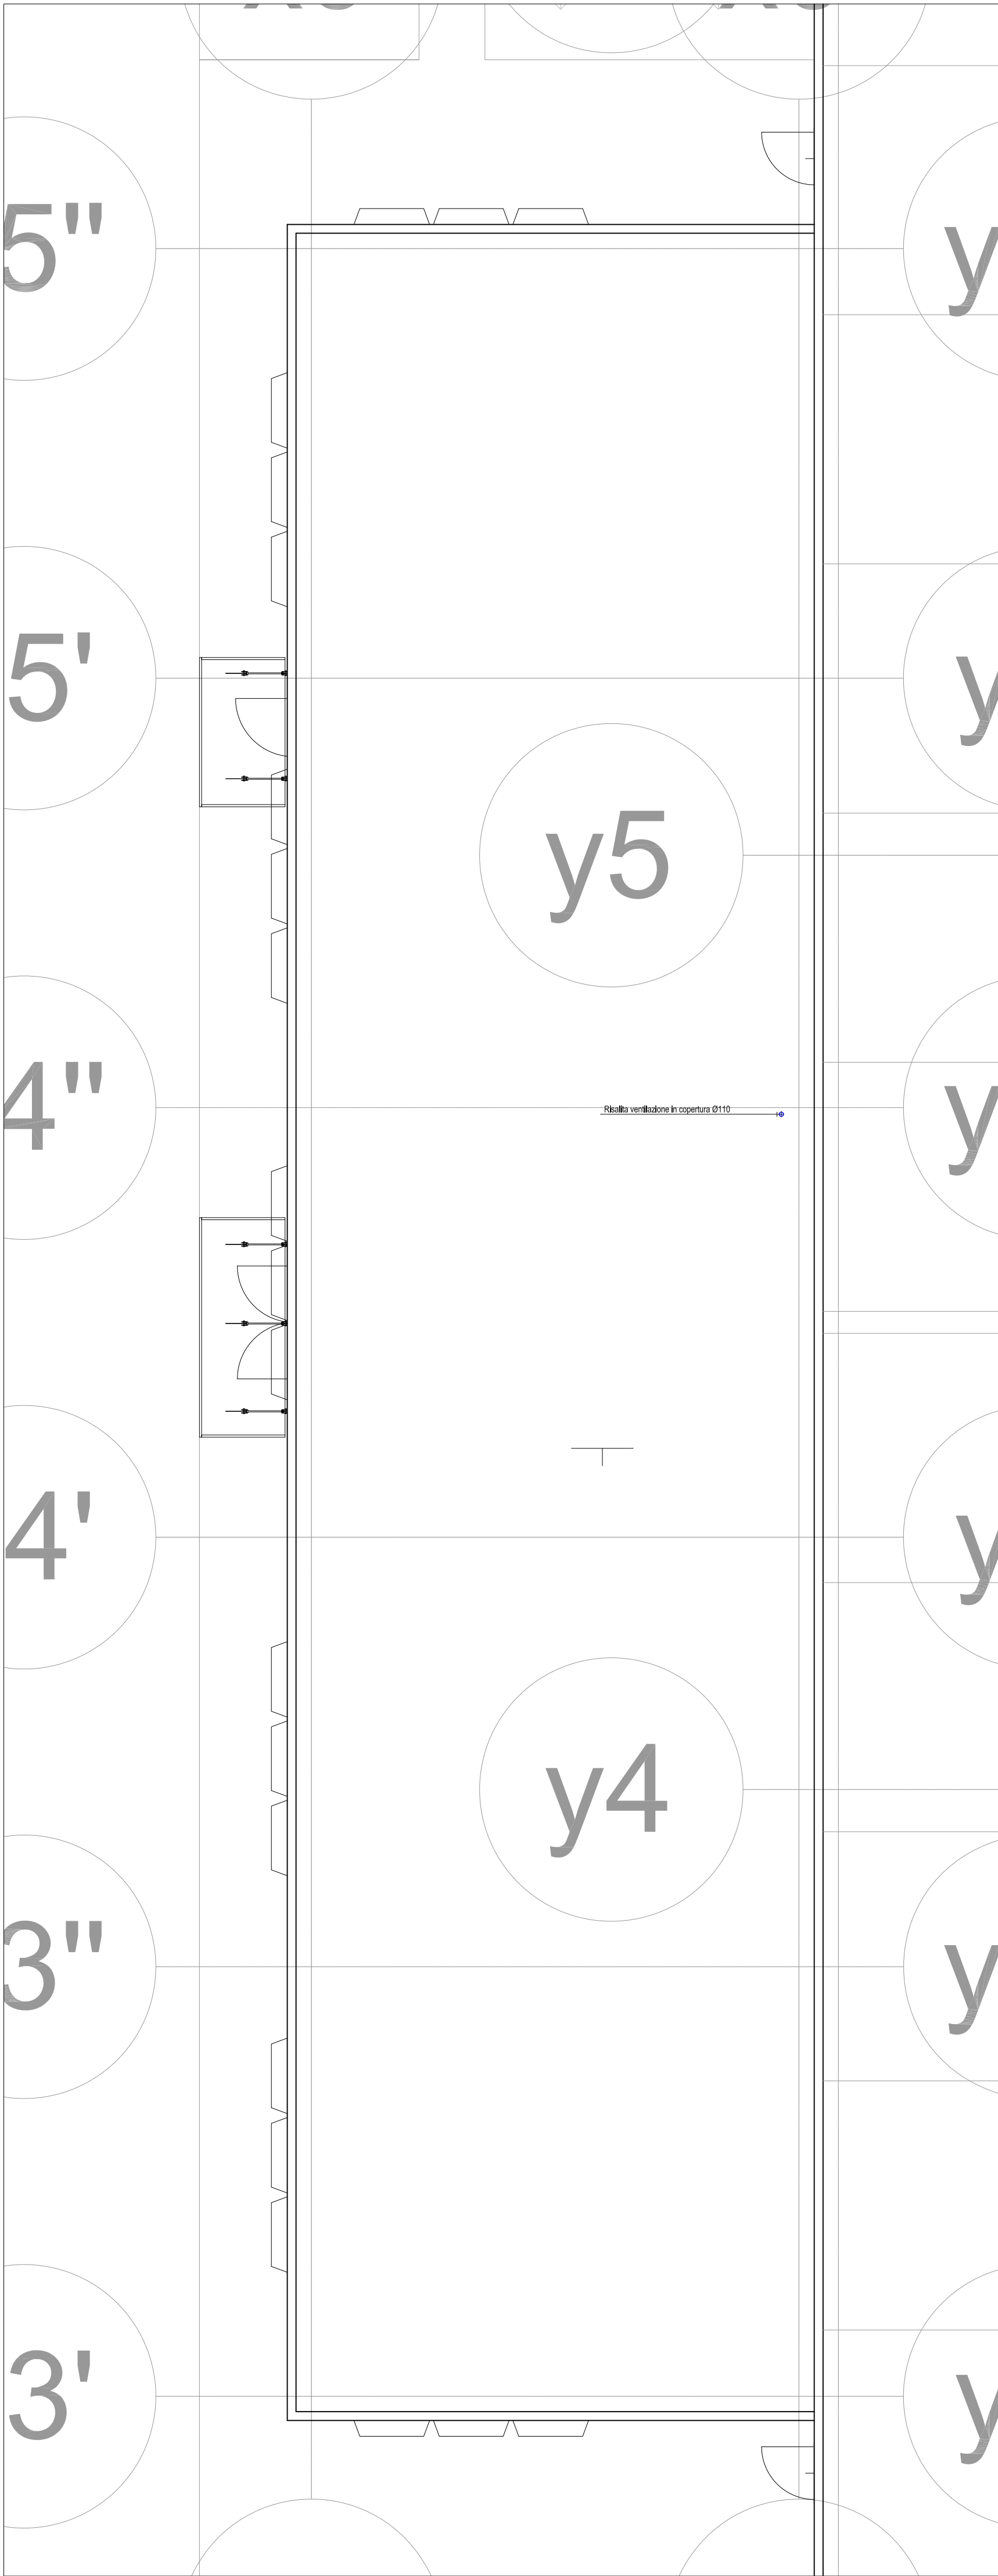 5"
5'
y5
4"
Risalita ventilazione in copertura Ø110
4'
y4
3"
3'